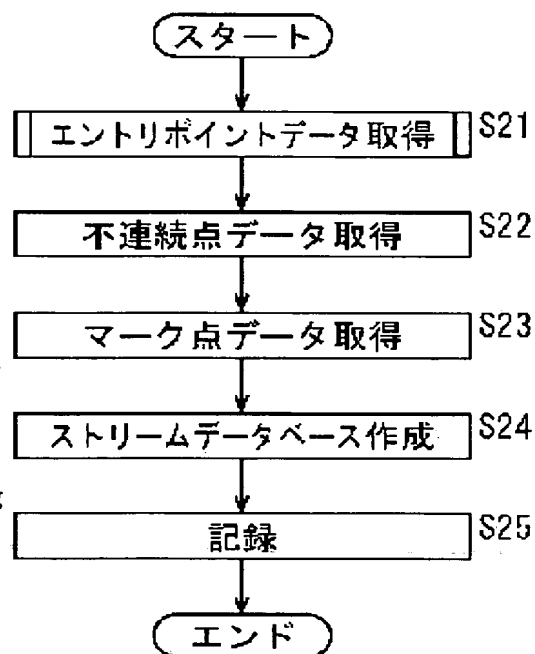 スタート
エントリポイントデータ取得 S21
不連続点データ取得 S22
マーク点データ取得 S23
ストリームデータベース作成 S24
記録 S25
エンド